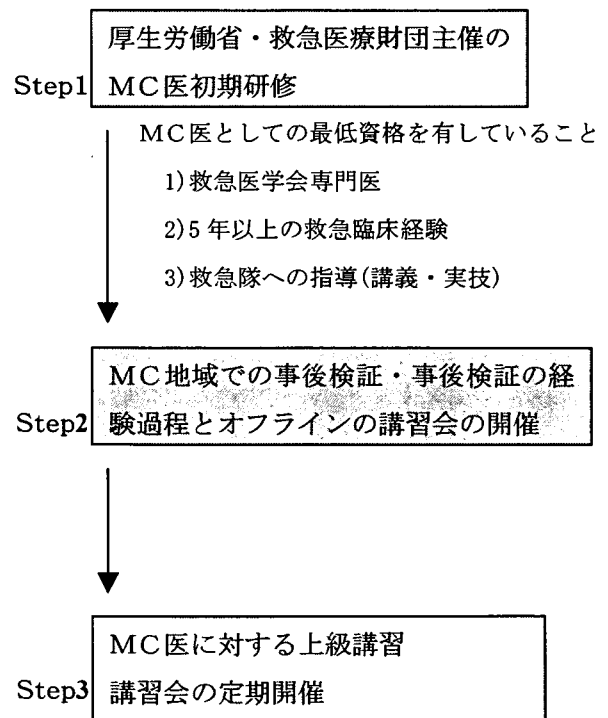 厚生労働省・救急医療財団主催の
Step1 MC医初期研修
MC医としての最低資格を有していること
1)救急医学会専門医
2)5年以上の救急臨床経験
3)救急隊への指導(講義・実技)
MC地域での事後検証・事後検証の経
Step2 験過程とオフラインの講習会の開催
MC医に対する上級講習
Step3 講習会の定期開催